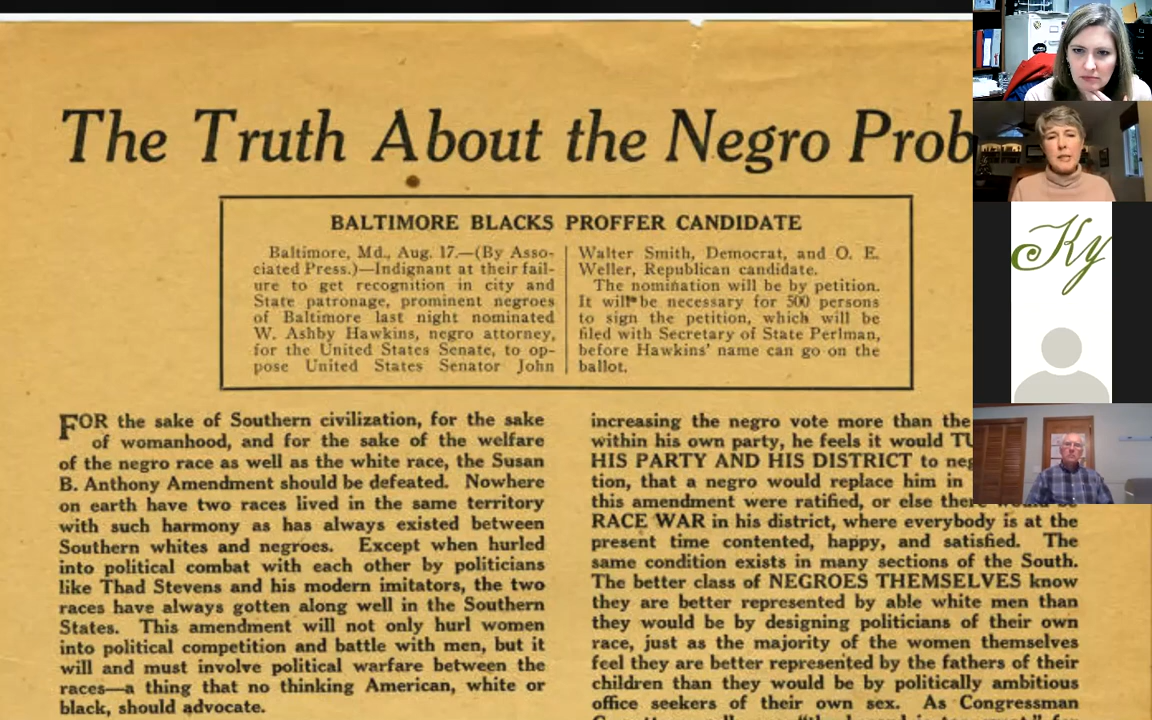 The Truth About the Negro Prob
BALTIMORE BLACKS PROFFER CANDIDATE
Baltimore, Md., Aug. 17.—(By Asso-
ciated Press.)—Indignant at their fail-
ure to get recognition in city and
State patronage, prominent negroes
of Baltimore last night nominated
W. Ashby Hawkins, negro attorney,
for the United States Senate, to op-
pose United States Senator John
Walter Smith, Democrat, and O. E.
Weller, Republican candidate.
The nomination will be by petition.
It will be necessary for 500 persons
to sign the petition, which will be
filed with Secretary of State Perlman,
before Hawkins' name can go on the
ballot.
FOR the sake of Southern civilization, for the sake
of womanhood, and for the sake of the welfare
of the negro race as well as the white race, the Susan
B. Anthony Amendment should be defeated. Nowhere
on earth have two races lived in the same territory
with such harmony as has always existed between
Southern whites and negroes. Except when hurled
into political combat with each other by politicians
like Thad Stevens and his modern imitators, the two
races have always gotten along well in the Southern
States. This amendment will not only hurl women
into political competition and battle with men, but it
will and must involve political warfare between the
races—a thing that no thinking American, white or
black, should advocate.
increasing the negro vote more than the
within his own party, he feels it would TU
HIS PARTY AND HIS DISTRICT to neg
tion, that a negro would replace him in
this amendment were ratified, or else there would be
RACE WAR in his district, where everybody is at the
present time contented, happy, and satisfied. The
same condition exists in many sections of the South.
The better class of NEGROES THEMSELVES know
they are better represented by able white men than
they would be by designing politicians of their own
race, just as the majority of the women themselves
feel they are better represented by the fathers of their
children than they would be by politically ambitious
office seekers of their own sex. As Congressman
Ky